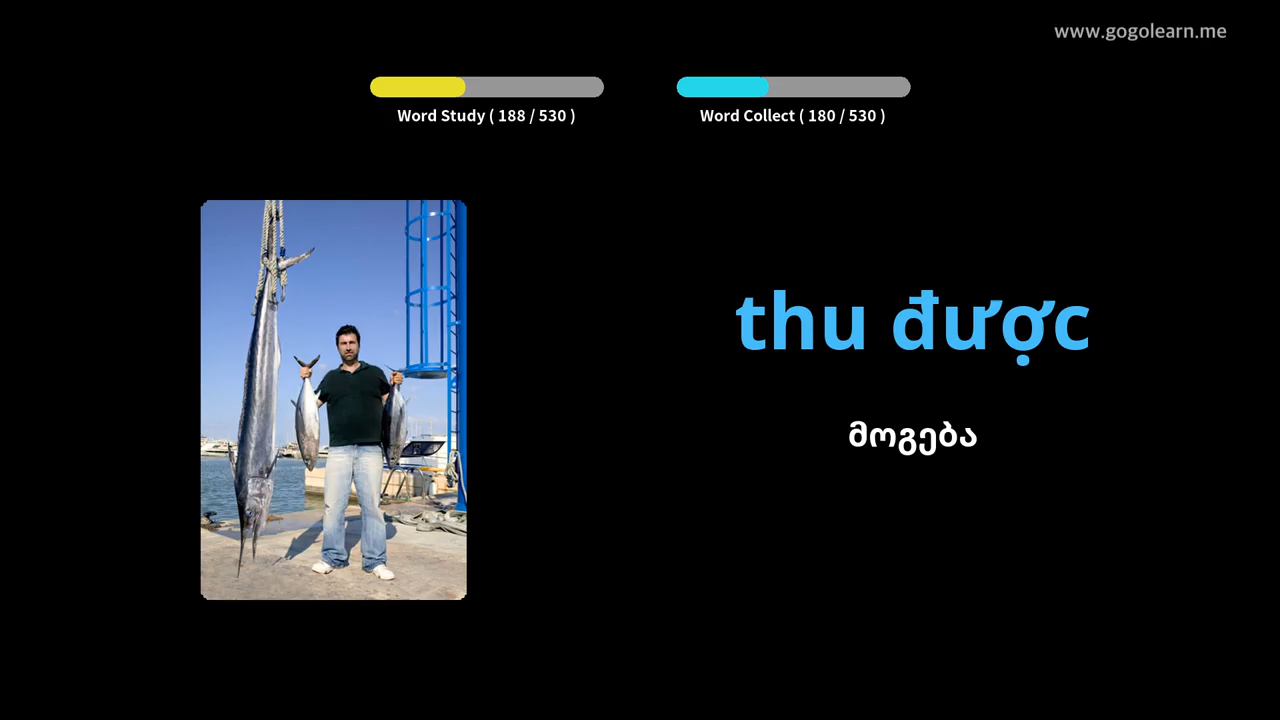 www.gogolearn.me
Word Study ( 188 / 530 )
Word Collect ( 180 / 530 )
thu được
მოგება